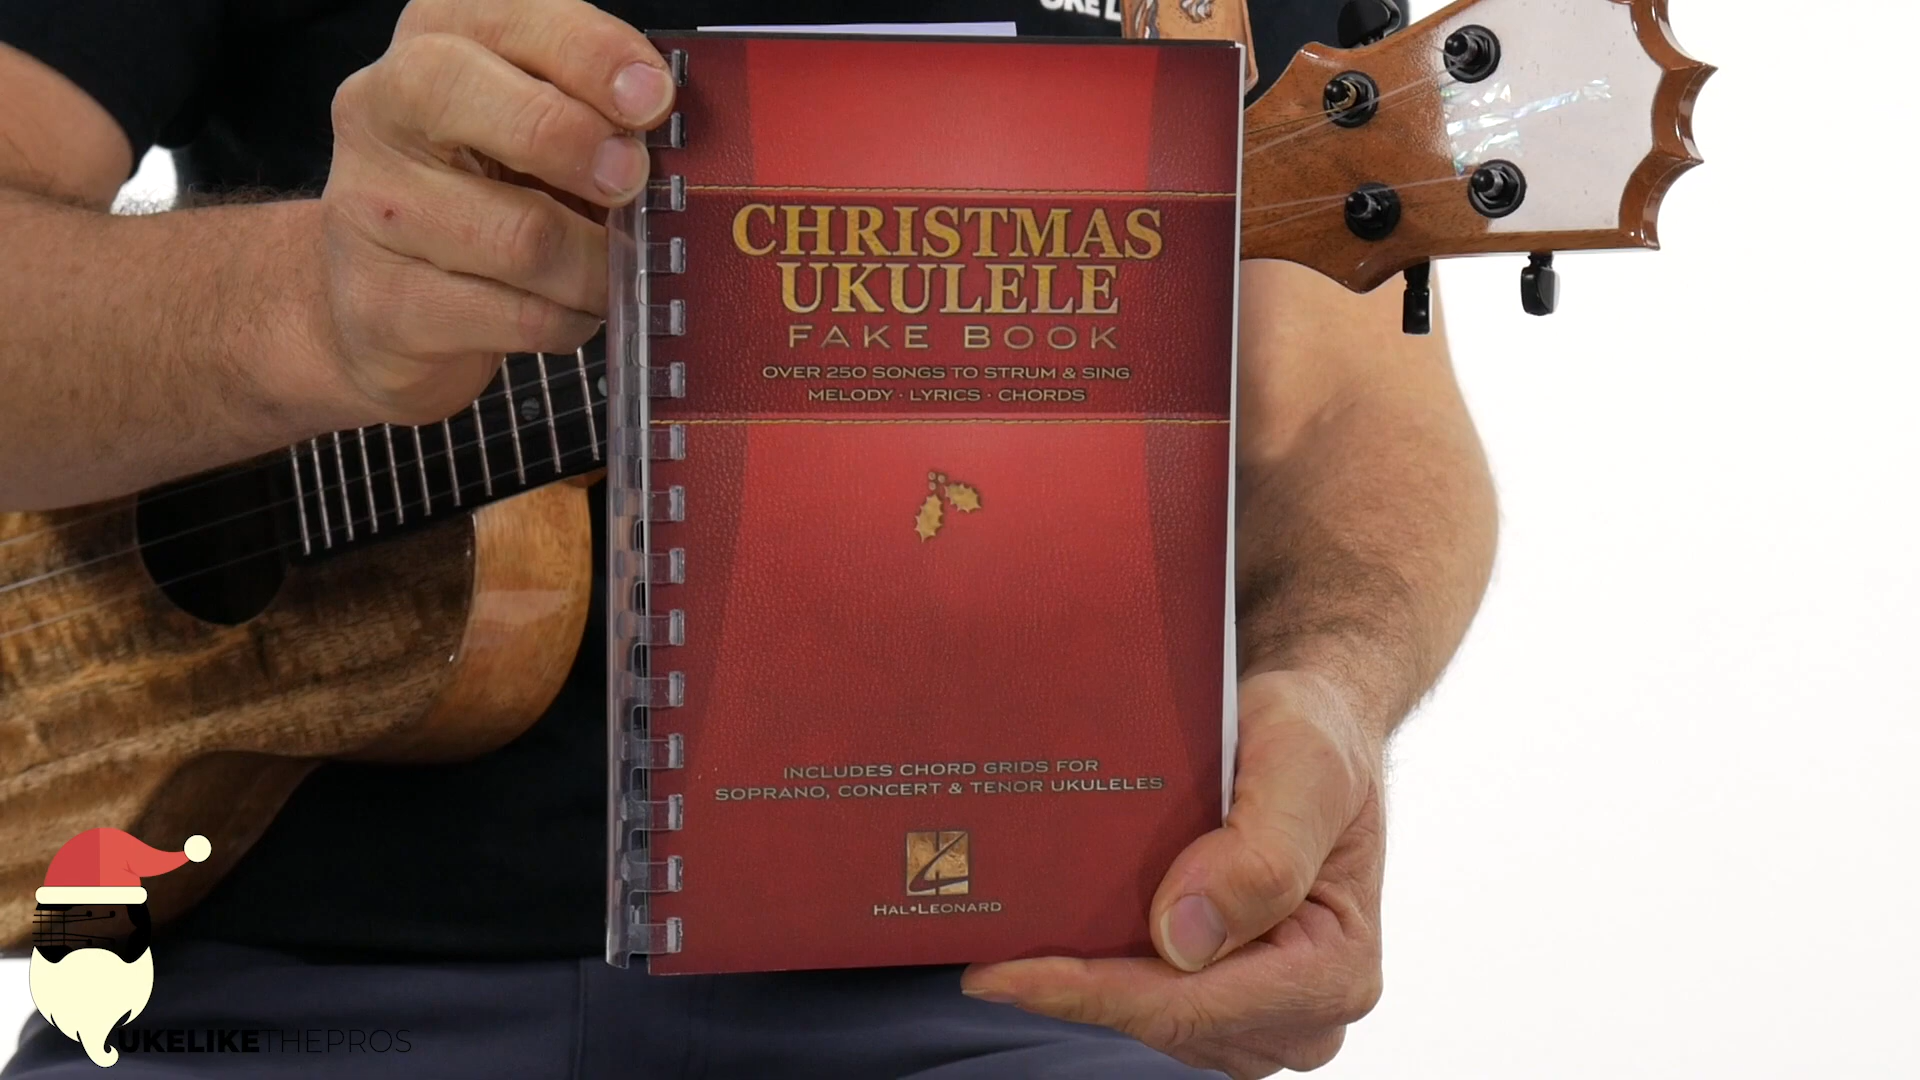 UKE L
CHRISTMAS
UKULELE
FAKE BOOK
OVER 250 SONGS TO STRUM & SING
MELODY · LYRICS · CHORDS
INCLUDES CHORD GRIDS FOR
SOPRANO, CONCERT & TENOR UKULELES
HAL•LEONARD
UKELIKETHEPROS